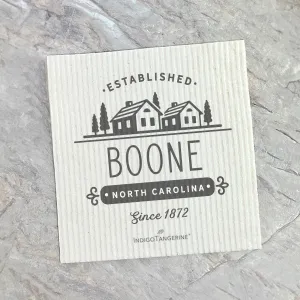 ·ESTABLISHED·
BOONE
• NORTH CAROLINA •
Since 1872
INDIGOTANGERINE®